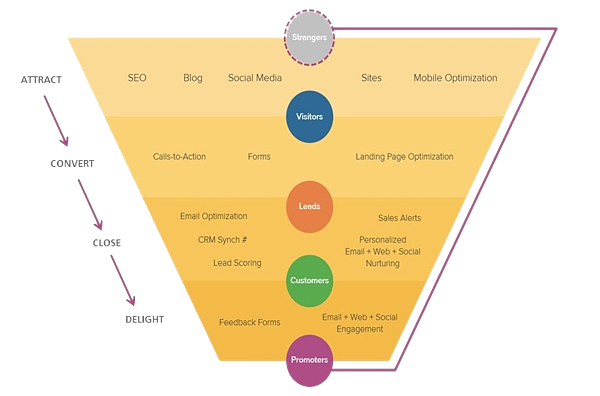 Strangers
ATTRACT
SEO Blog Social Media Sites Mobile Optimization
Visitors
CONVERT
Calls-to-Action Forms Landing Page Optimization
Leads
CLOSE
Email Optimization
CRM Synch #
Lead Scoring
Sales Alerts
Personalized
Email + Web + Social
Nurturing
Customers
DELIGHT
Feedback Forms
Email + Web + Social
Engagement
Promoters